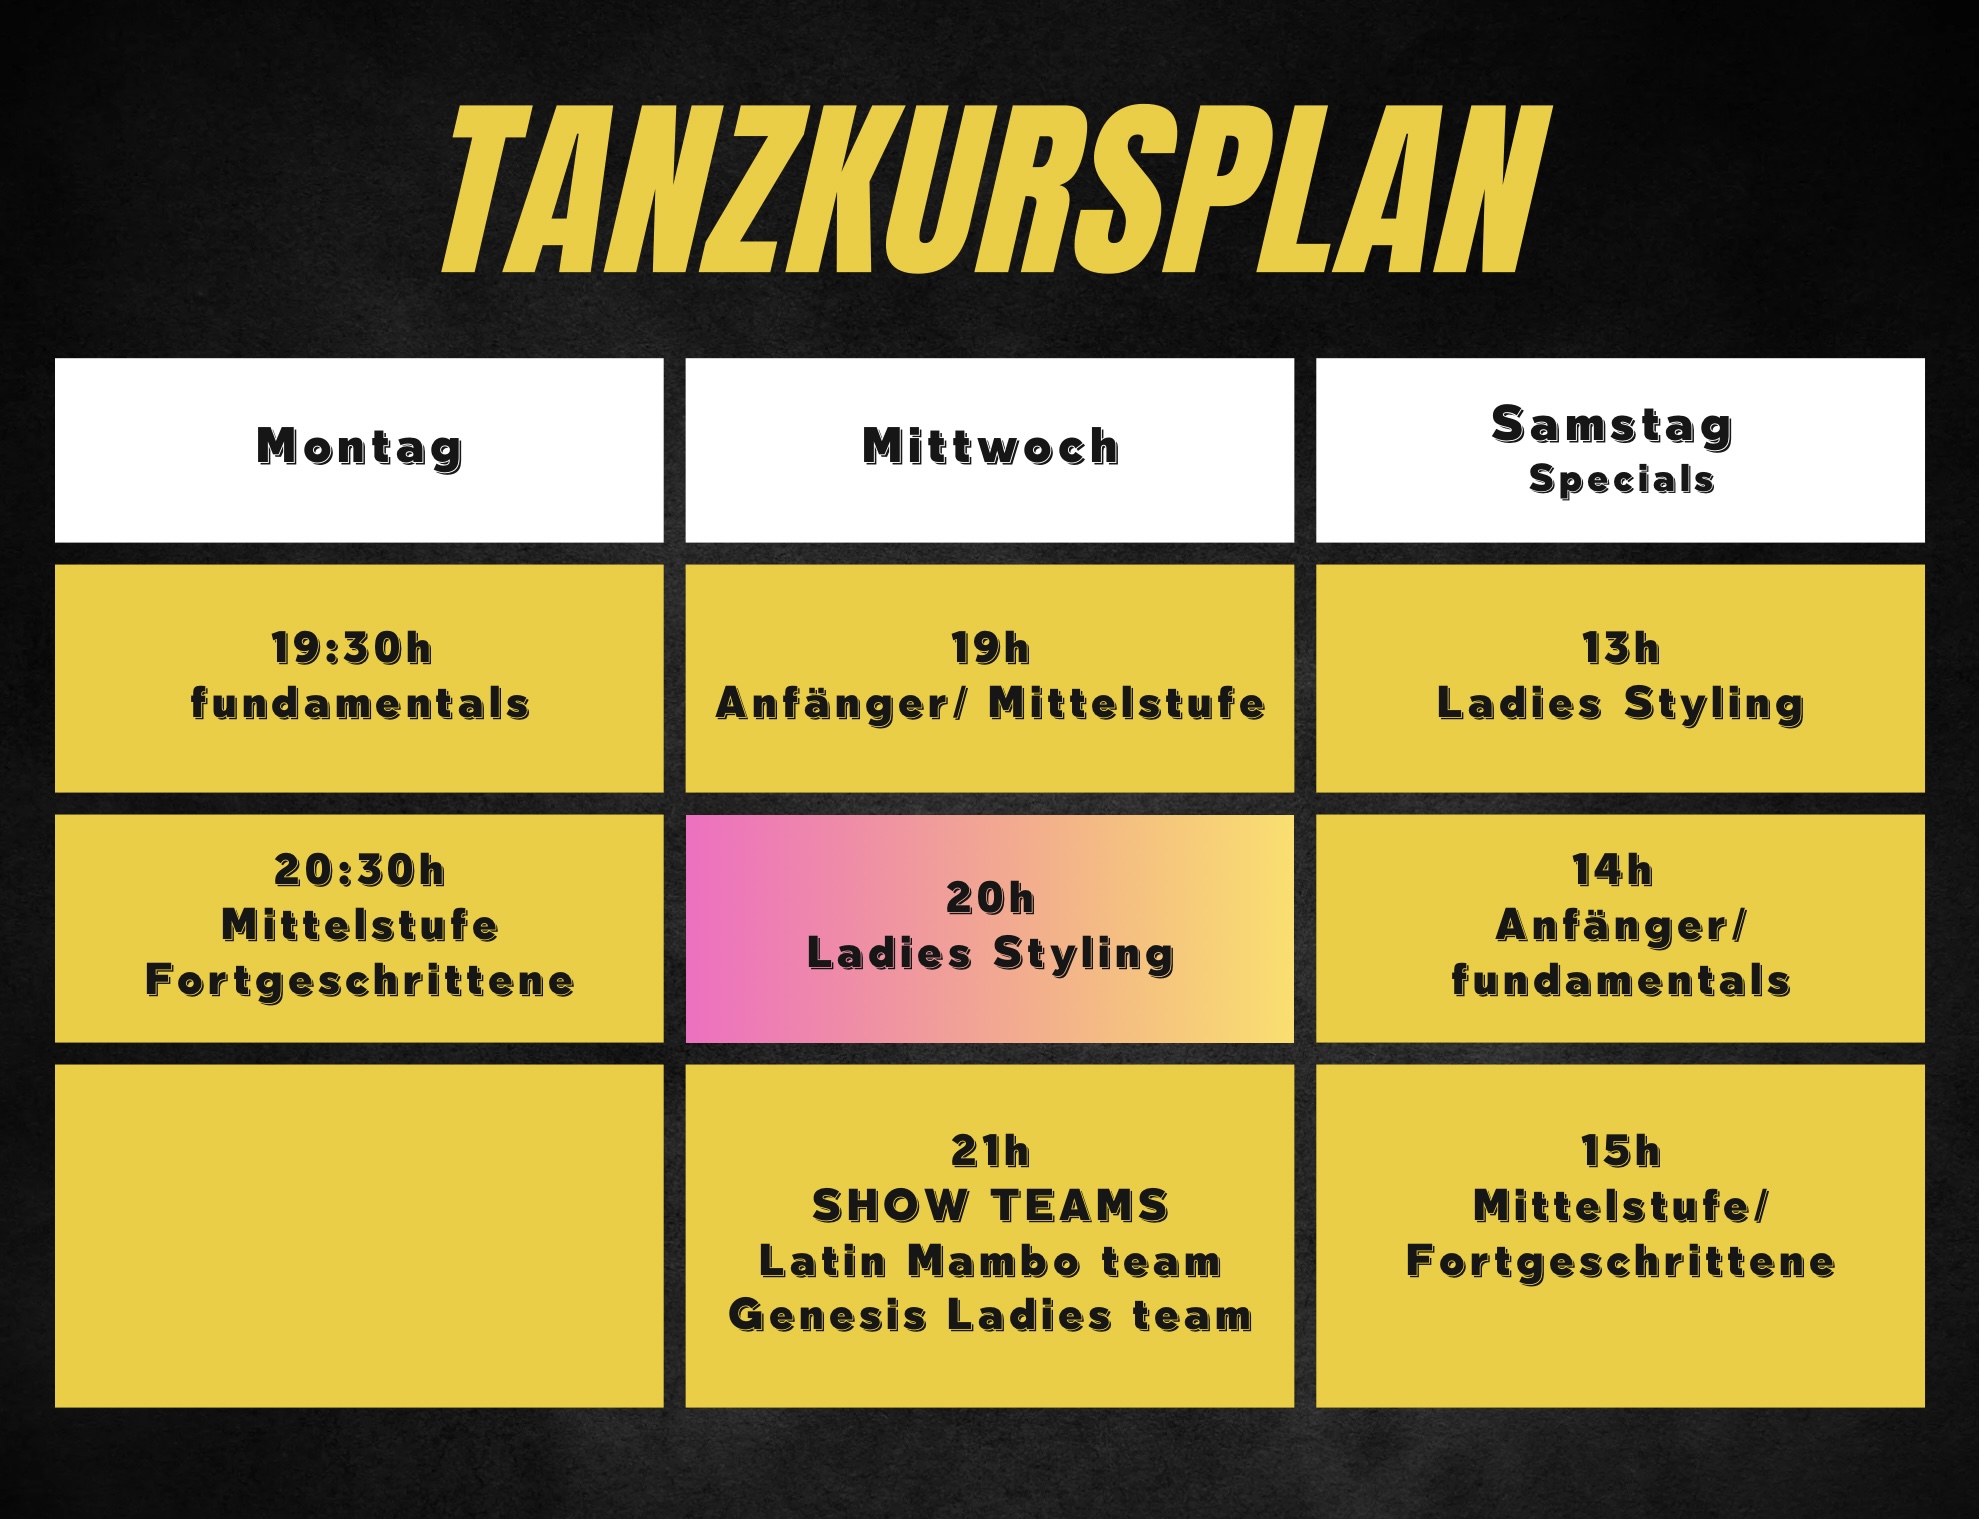 TANZKURSPLAN
Montag
Mittwoch
Samstag
Specials
19:30h
fundamentals
19h
Anfänger/ Mittelstufe
13h
Ladies Styling
20:30h
Mittelstufe
Fortgeschrittene
20h
Ladies Styling
14h
Anfänger/
fundamentals
21h
SHOW TEAMS
Latin Mambo team
Genesis Ladies team
15h
Mittelstufe/
Fortgeschrittene